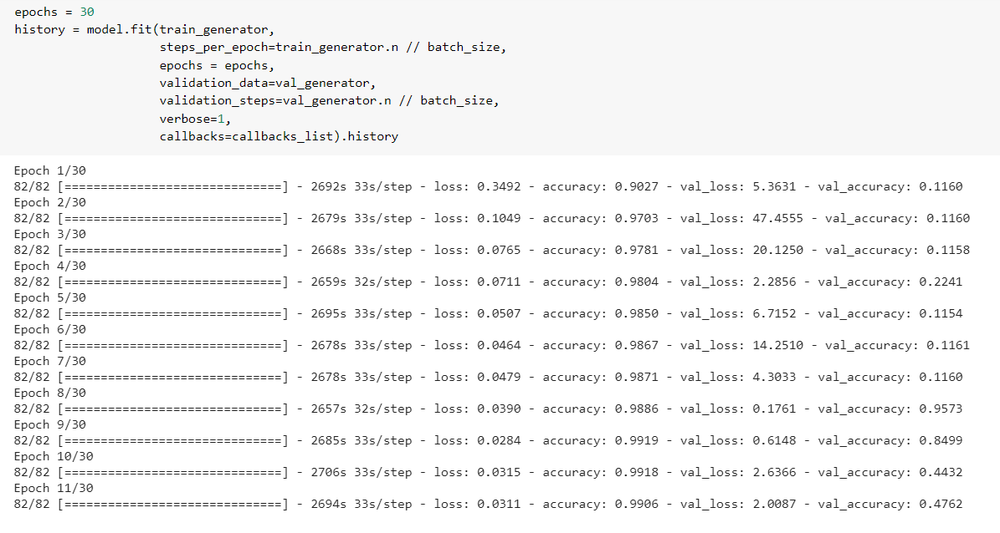 epochs = 30
history = model.fit(train_generator,
steps_per_epoch=train_generator.n // batch_size,
epochs = epochs,
validation_data=val_generator,
validation_steps=val_generator.n // batch_size,
verbose=1,
callbacks=callbacks_list).history
Epoch 1/30
82/82 [==============================] - 2692s 33s/step - loss: 0.3492 - accuracy: 0.9027 - val_loss: 5.3631 - val_accuracy: 0.1160
Epoch 2/30
82/82 [==============================] - 2679s 33s/step - loss: 0.1049 - accuracy: 0.9703 - val_loss: 47.4555 - val_accuracy: 0.1160
Epoch 3/30
82/82 [==============================] - 2668s 33s/step - loss: 0.0765 - accuracy: 0.9781 - val_loss: 20.1250 - val_accuracy: 0.1158
Epoch 4/30
82/82 [==============================] - 2659s 32s/step - loss: 0.0711 - accuracy: 0.9804 - val_loss: 2.2856 - val_accuracy: 0.2241
Epoch 5/30
82/82 [==============================] - 2695s 33s/step - loss: 0.0507 - accuracy: 0.9850 - val_loss: 6.7152 - val_accuracy: 0.1154
Epoch 6/30
82/82 [==============================] - 2678s 33s/step - loss: 0.0464 - accuracy: 0.9867 - val_loss: 14.2510 - val_accuracy: 0.1161
Epoch 7/30
82/82 [==============================] - 2678s 33s/step - loss: 0.0479 - accuracy: 0.9871 - val_loss: 4.3033 - val_accuracy: 0.1160
Epoch 8/30
82/82 [==============================] - 2657s 32s/step - loss: 0.0390 - accuracy: 0.9886 - val_loss: 0.1761 - val_accuracy: 0.9573
Epoch 9/30
82/82 [==============================] - 2685s 33s/step - loss: 0.0284 - accuracy: 0.9919 - val_loss: 0.6148 - val_accuracy: 0.8499
Epoch 10/30
82/82 [==============================] - 2706s 33s/step - loss: 0.0315 - accuracy: 0.9918 - val_loss: 2.6366 - val_accuracy: 0.4432
Epoch 11/30
82/82 [==============================] - 2694s 33s/step - loss: 0.0311 - accuracy: 0.9906 - val_loss: 2.0087 - val_accuracy: 0.4762